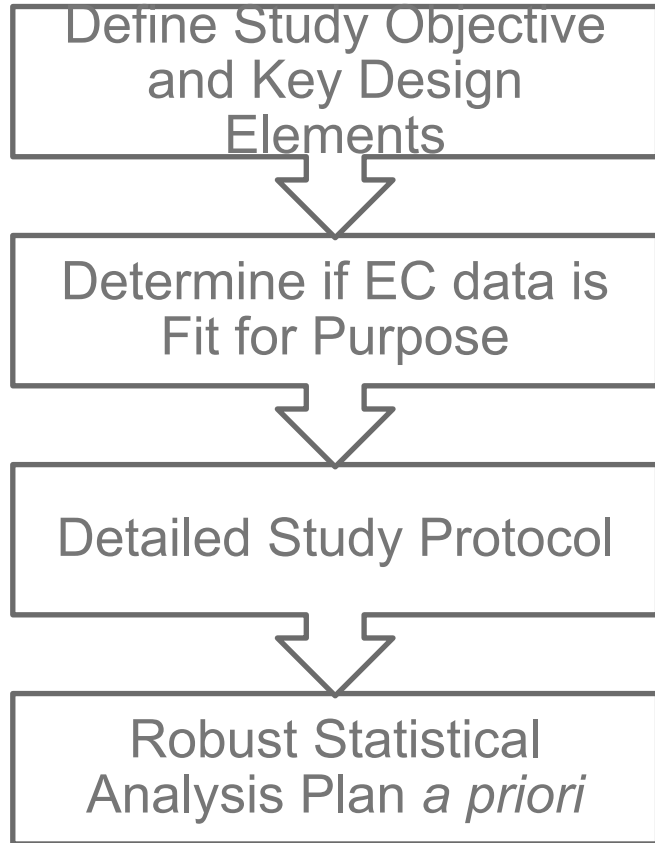 Define Study Objective
and Key Design
Elements
Determine if EC data is
Fit for Purpose
Detailed Study Protocol
Robust Statistical
Analysis Plan a priori